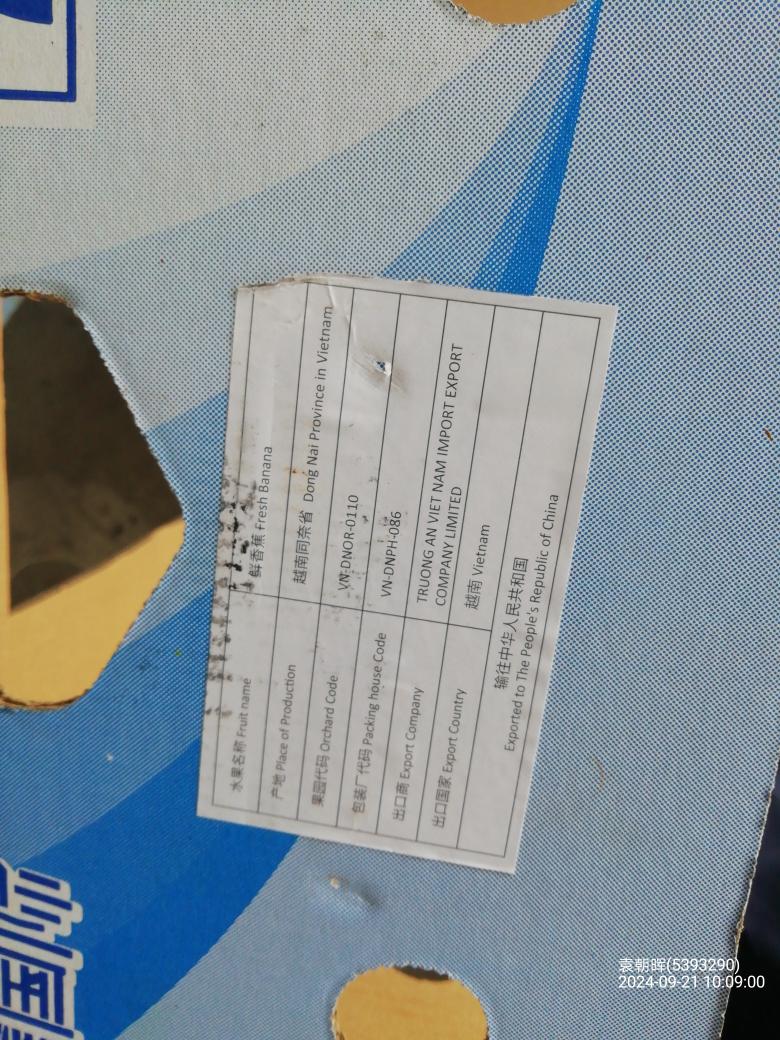 水果名称 Fruit name 鲜香蕉 Fresh Banana
产地 Place of Production 越南同奈省 Dong Nai Province in Vietnam
果园代码 Orchard Code VN-DNOR-0110
包装厂代码 Packing house Code VN-DNPH-086
出口商 Export Company TRUONG AN VIET NAM IMPORT EXPORT
COMPANY LIMITED
出口国家 Export Country 越南 Vietnam
输往中华人民共和国
Exported to The People's Republic of China
袁朝晖(5393290)
2024-09-21 10:09:00